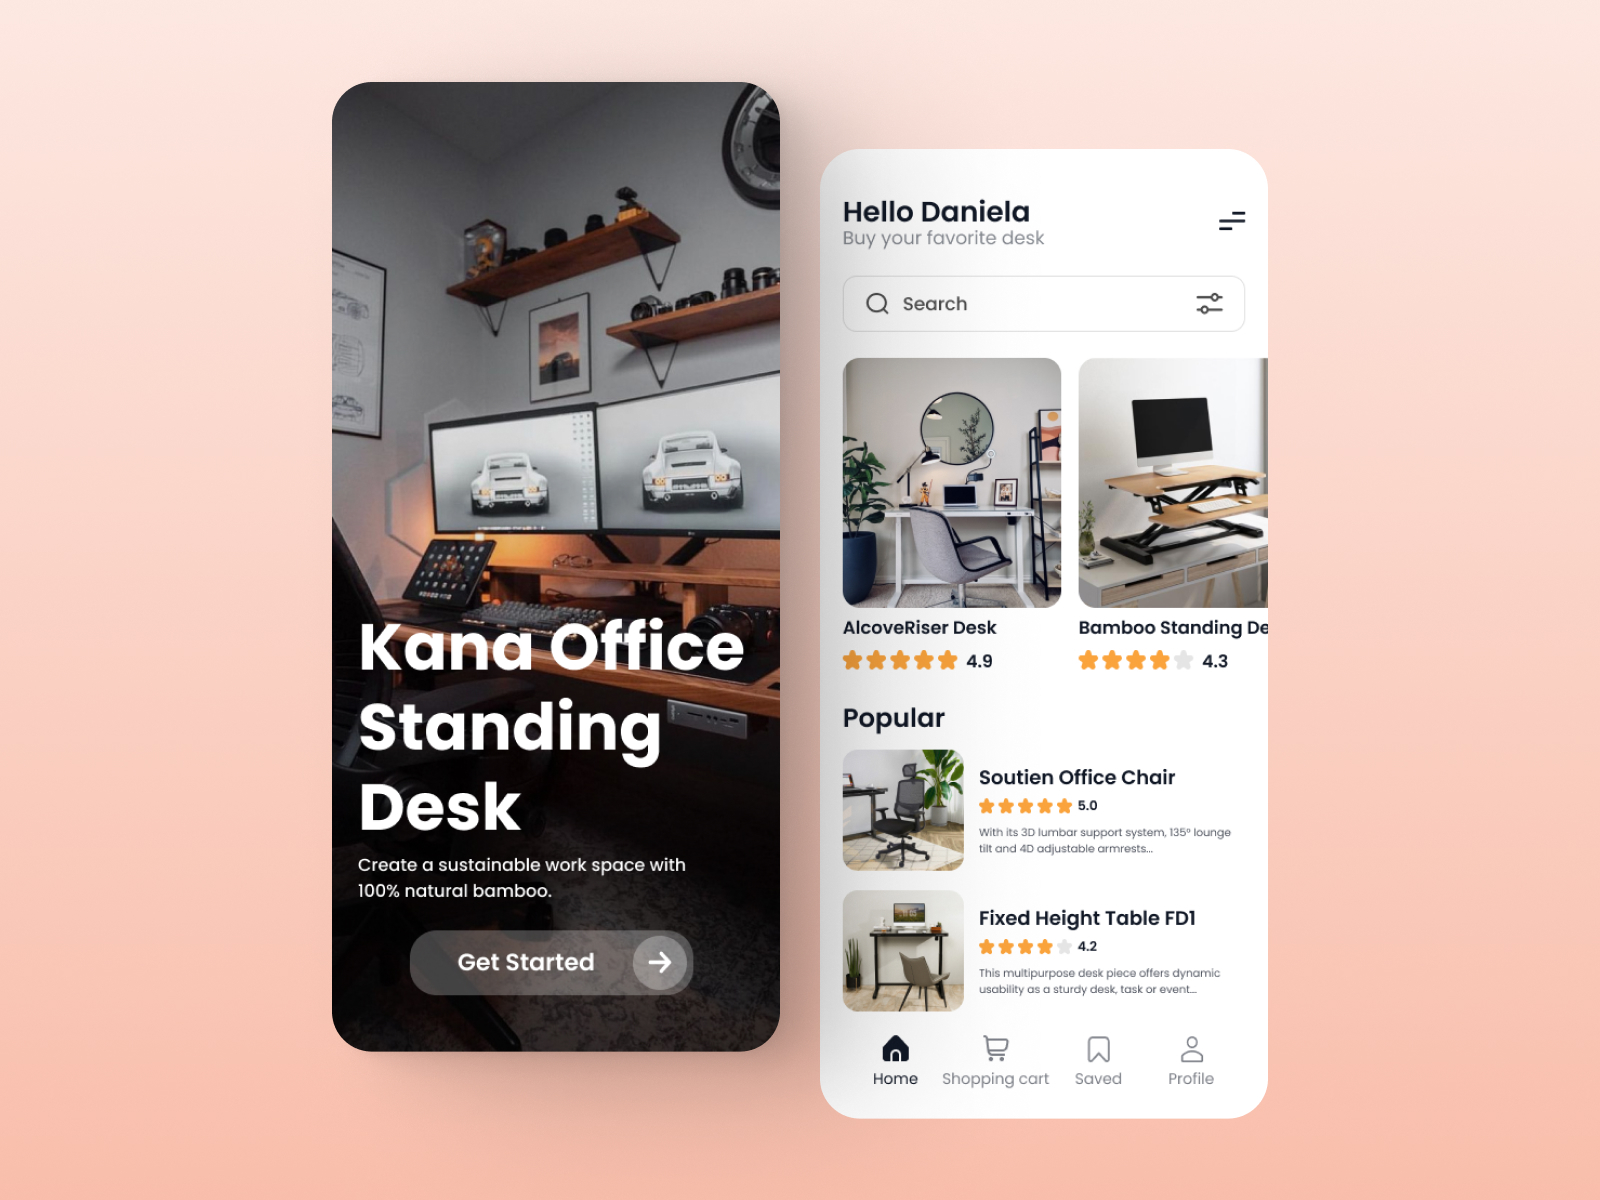 Kana Office
Standing
Desk
Create a sustainable work space with
100% natural bamboo.
Get Started
Hello Daniela
Buy your favorite desk
Search
AlcoveRiser Desk
4.9
Bamboo Standing De
4.3
Popular
Soutien Office Chair
5.0
With its 3D lumbar support system, 135° lounge
tilt and 4D adjustable armrests...
Fixed Height Table FD1
4.2
This multipurpose desk piece offers dynamic
usability as a sturdy desk, task or event...
Home
Shopping cart
Saved
Profile